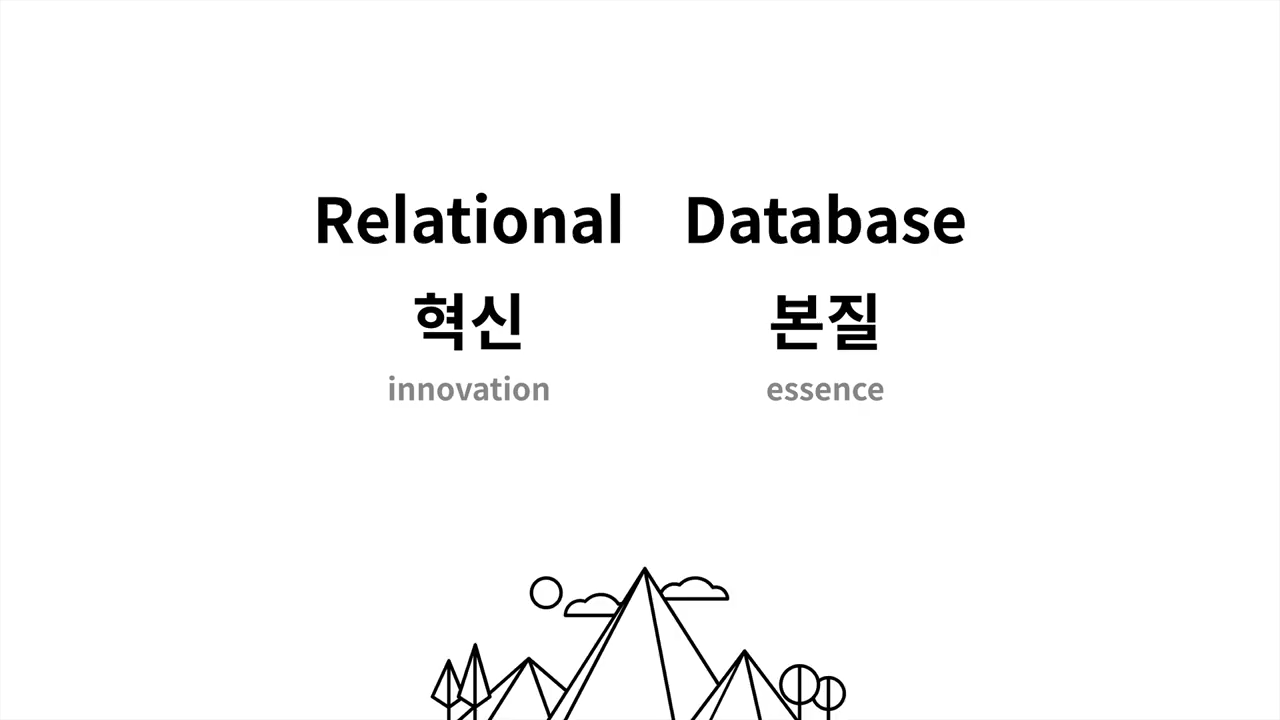 Relational Database
혁신 본질
innovation essence